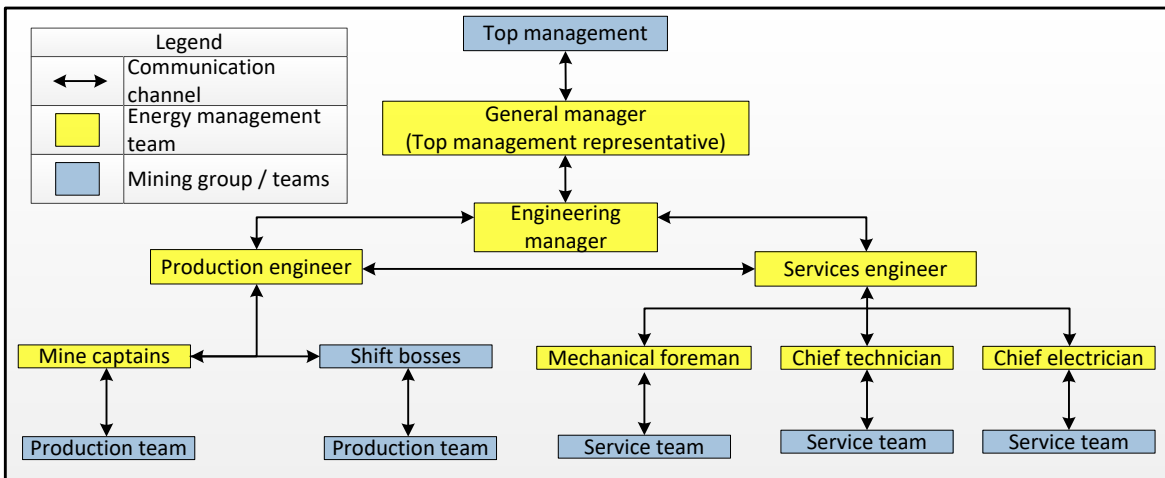 Legend
Communication
channel
Energy management
team
Mining group / teams
Top management
General manager
(Top management representative)
Engineering
manager
Production engineer
Services engineer
Mine captains
Shift bosses
Mechanical foreman
Chief technician
Chief electrician
Production team
Production team
Service team
Service team
Service team